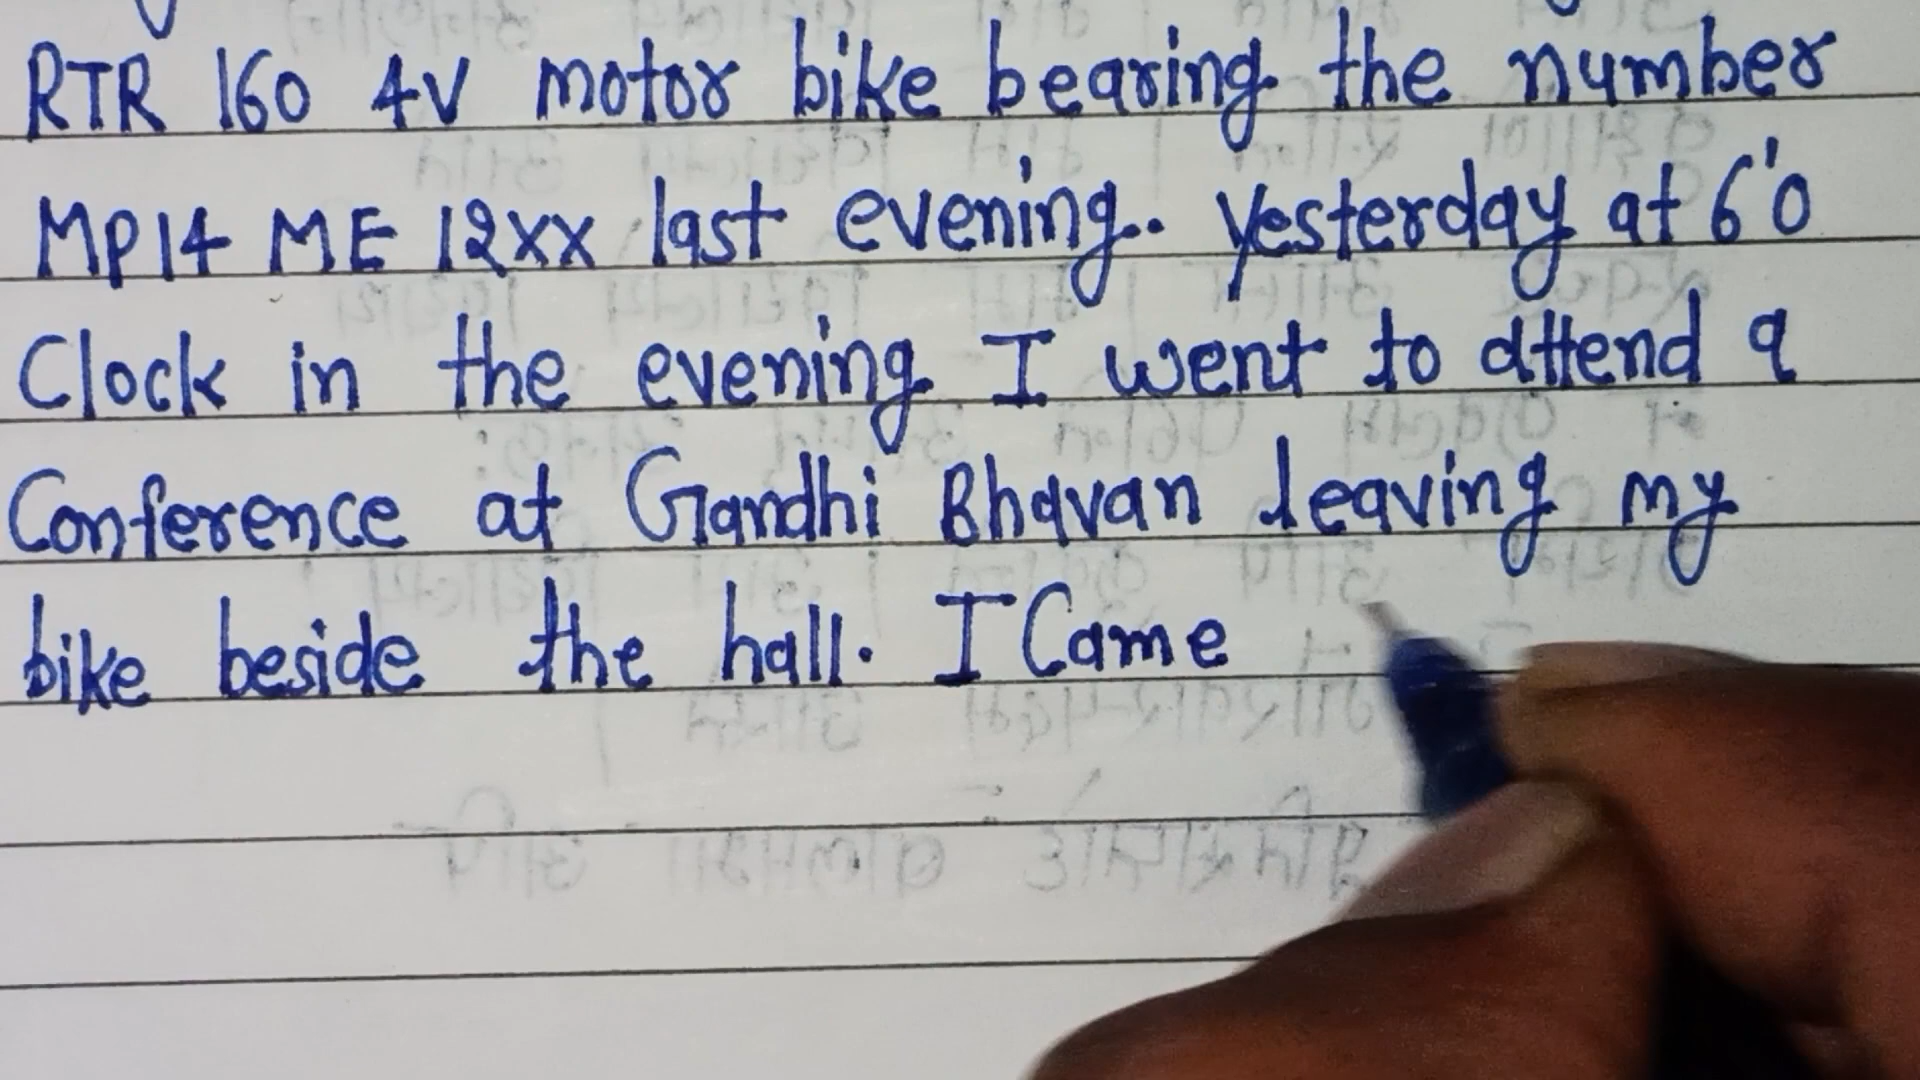 RTR 160 4V motor bike bearing the number
MP14 ME 12XX last evening. Yesterday at 6'0
Clock in the evening I went to attend a
Conference at Gandhi Bhavan leaving my
bike beside the hall. I Came